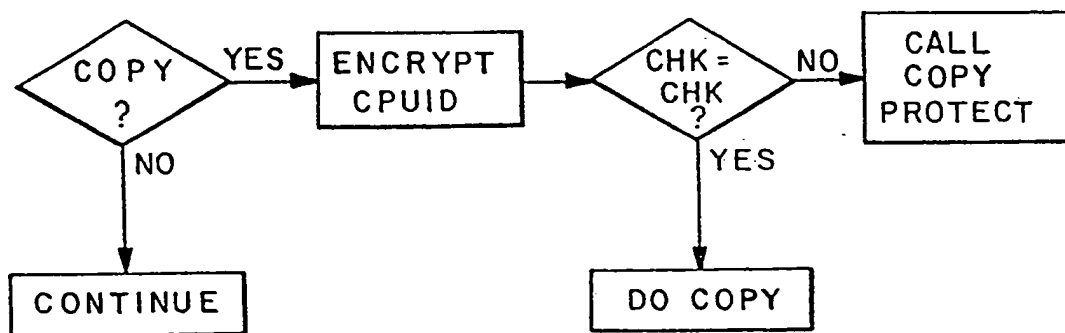 COPY
?
YES
NO
CONTINUE
ENCRYPT
CPUID
CHK =
CHK
?
NO
YES
CALL
COPY
PROTECT
DO COPY